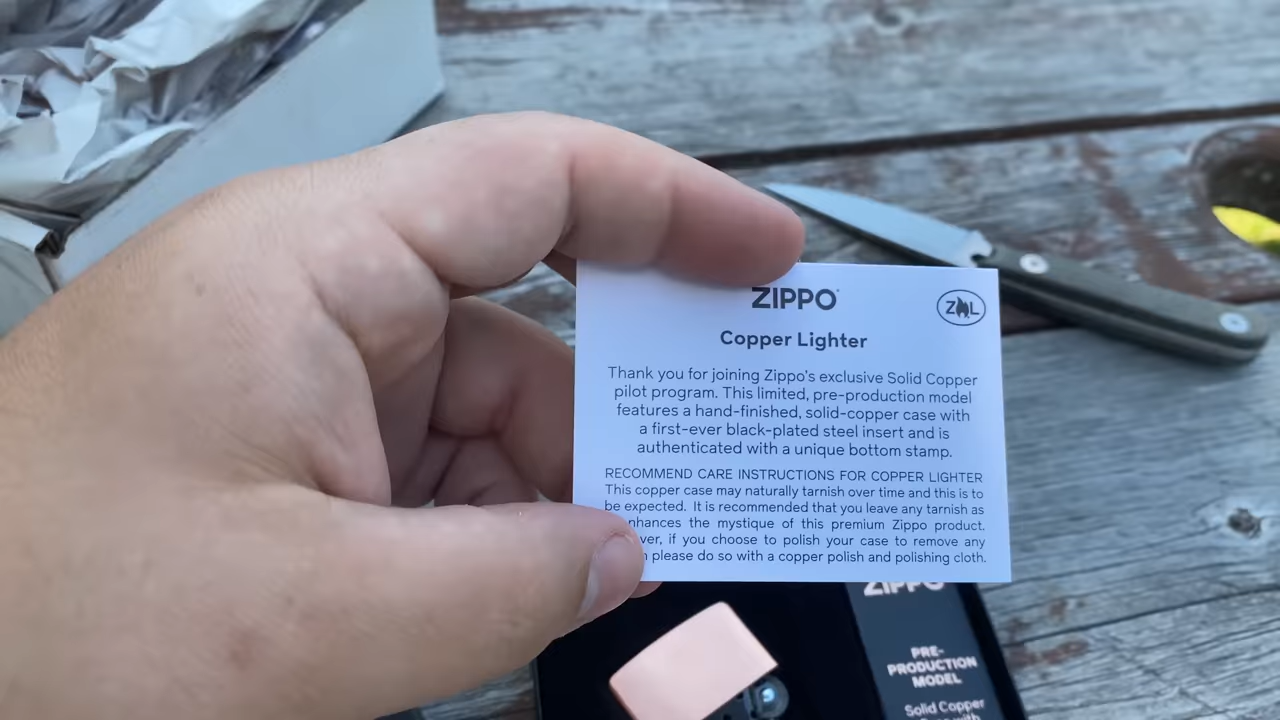 ZIPPO
ZL
Copper Lighter
Thank you for joining Zippo's exclusive Solid Copper
pilot program. This limited, pre-production model
features a hand-finished, solid-copper case with
a first-ever black-plated steel insert and is
authenticated with a unique bottom stamp.
RECOMMEND CARE INSTRUCTIONS FOR COPPER LIGHTER
This copper case may naturally tarnish over time and this is to
be expected. It is recommended that you leave any tarnish as
nhances the mystique of this premium Zippo product.
ver, if you choose to polish your case to remove any
please do so with a copper polish and polishing cloth.
ZIPPO
PRE-
PRODUCTION
MODEL
Solid Copper